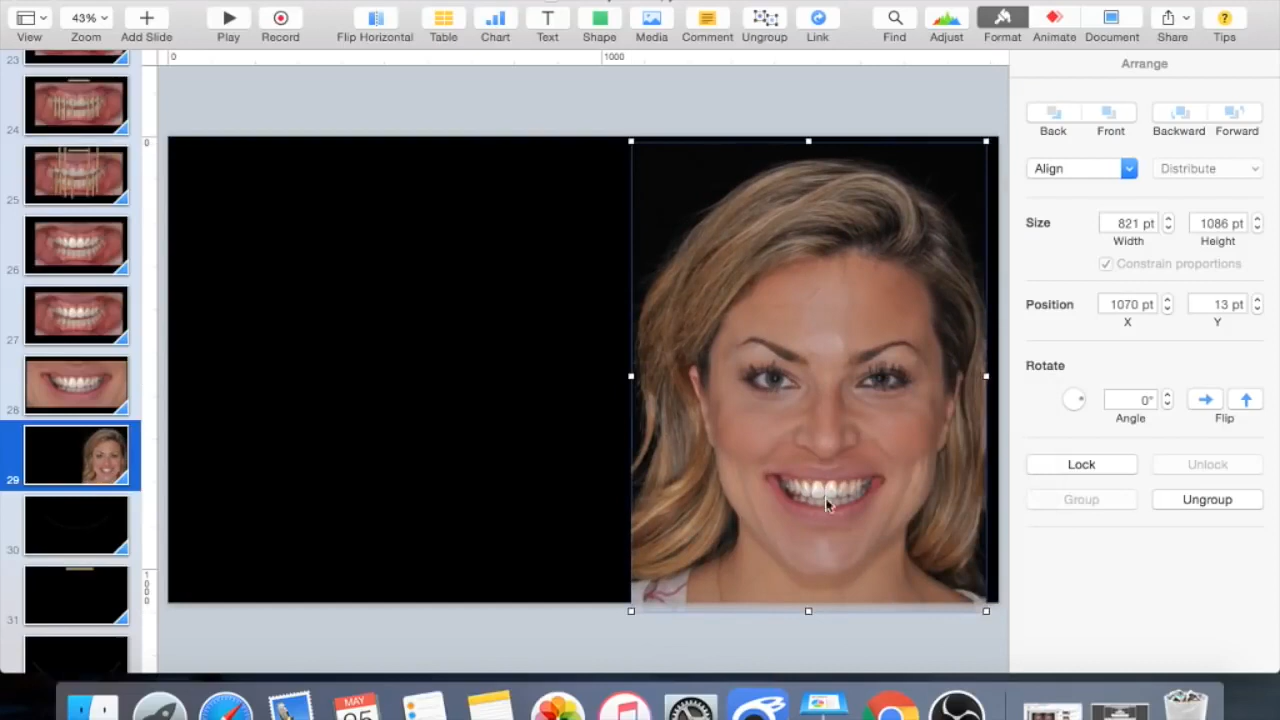 View 43% Zoom Add Slide Play Record Flip Horizontal Table Chart Text Shape Media Comment Ungroup Link Find Adjust Format Animate Document Share Tips
0 1000
Arrange
Back Front Backward Forward
Align Distribute
Size 821 pt 1086 pt
Width Height
Constrain proportions
Position 1070 pt 13 pt
X Y
Rotate
0°
Angle Flip
Lock Unlock
Group Ungroup
23
24
25
26
27
28
29
30
31
0
1000
MAY